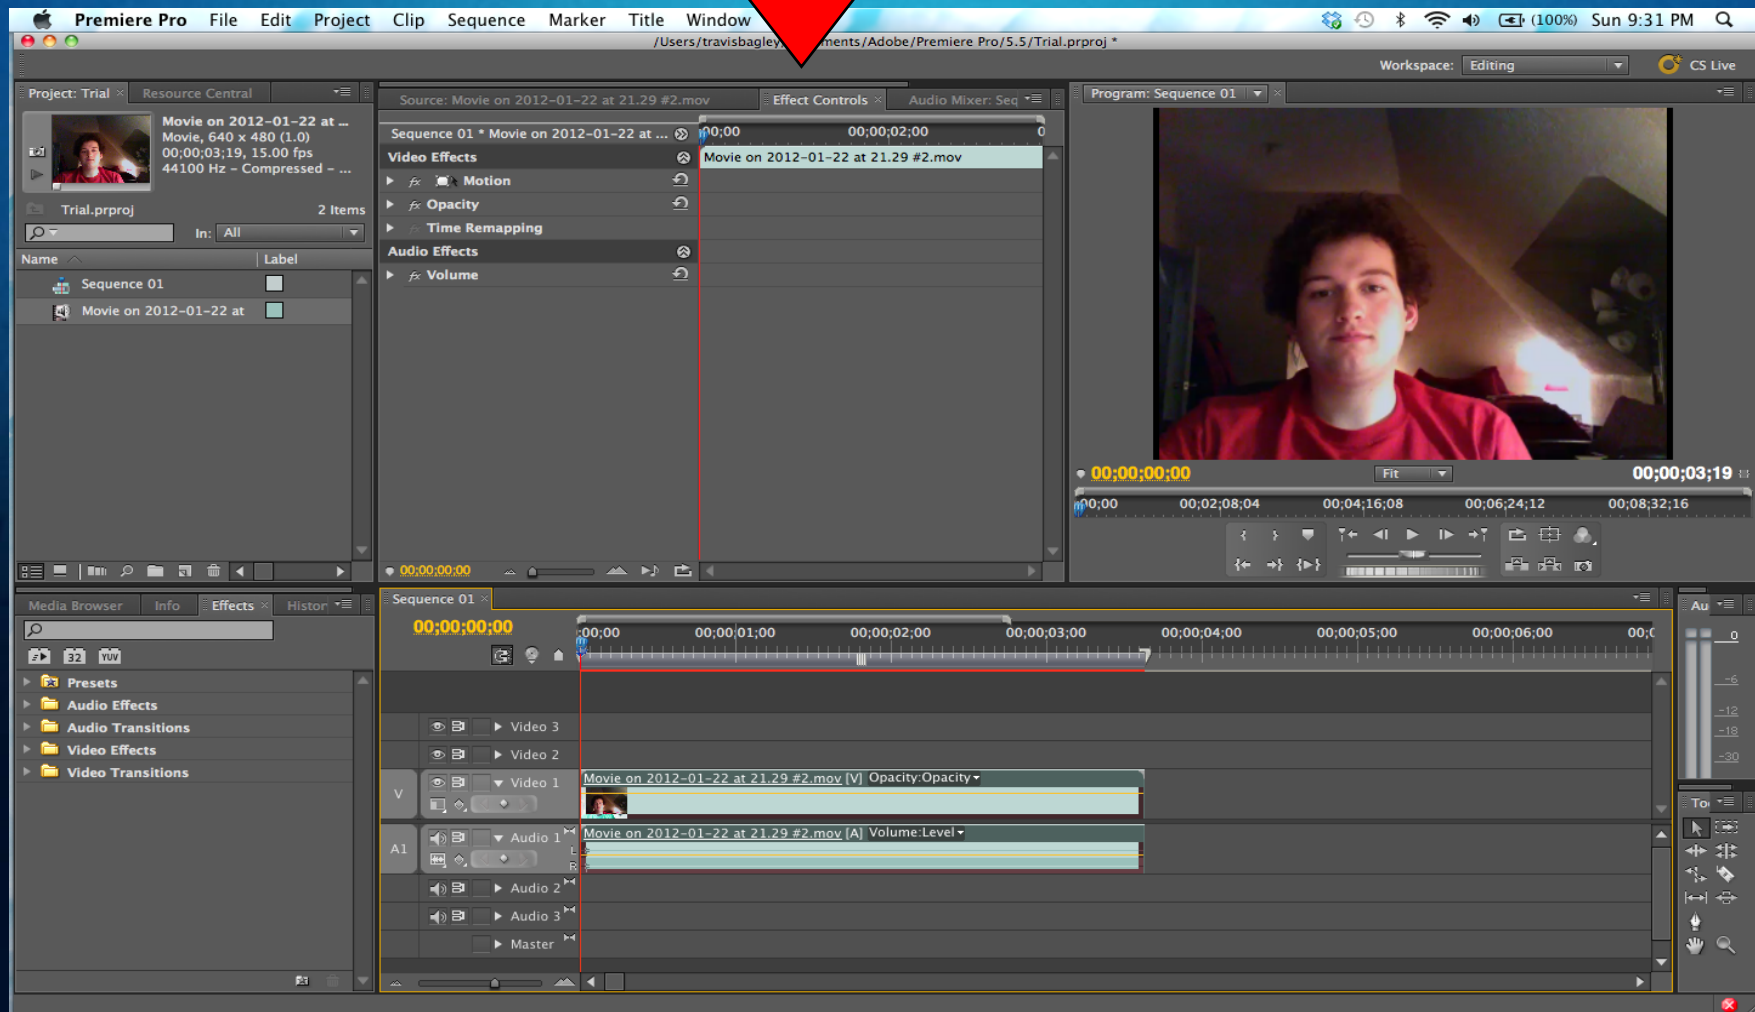 Premiere Pro File Edit Project Clip Sequence Marker Title Window (100%) Sun 9:31 PM
/Users/travisbagley/ ments/Adobe/Premiere Pro/5.5/Trial.prproj *
Workspace: Editing CS Live
Project: Trial × Resource Central
Movie on 2012-01-22 at ...
Movie, 640 x 480 (1.0)
00;00;03;19, 15.00 fps
44100 Hz - Compressed - ...
Trial.prproj 2 Items
In: All
Name Label
Sequence 01
Movie on 2012-01-22 at
Source: Movie on 2012-01-22 at 21.29 #2.mov Effect Controls × Audio Mixer: Seq
Sequence 01 * Movie on 2012-01-22 at ... 00;00 00;00;02;00 0
Video Effects Movie on 2012-01-22 at 21.29 #2.mov
fx Motion
fx Opacity
Time Remapping
Audio Effects
fx Volume
00;00;00;00
Program: Sequence 01 ×
00;00;00;00 Fit 00;00;03;19
00;00 00;02;08;04 00;04;16;08 00;06;24;12 00;08;32;16
Media Browser Info Effects × Histor
32 YUV
Presets
Audio Effects
Audio Transitions
Video Effects
Video Transitions
Sequence 01 ×
00;00;00;00
;00;00 00;00;01;00 00;00;02;00 00;00;03;00 00;00;04;00 00;00;05;00 00;00;06;00 00;(
Video 3
Video 2
V Video 1 Movie on 2012-01-22 at 21.29 #2.mov [V] Opacity:Opacity
A1 Audio 1 Movie on 2012-01-22 at 21.29 #2.mov [A] Volume:Level
L
R
Audio 2
Audio 3
Master
Au
0
-6
-12
-18
-30
To